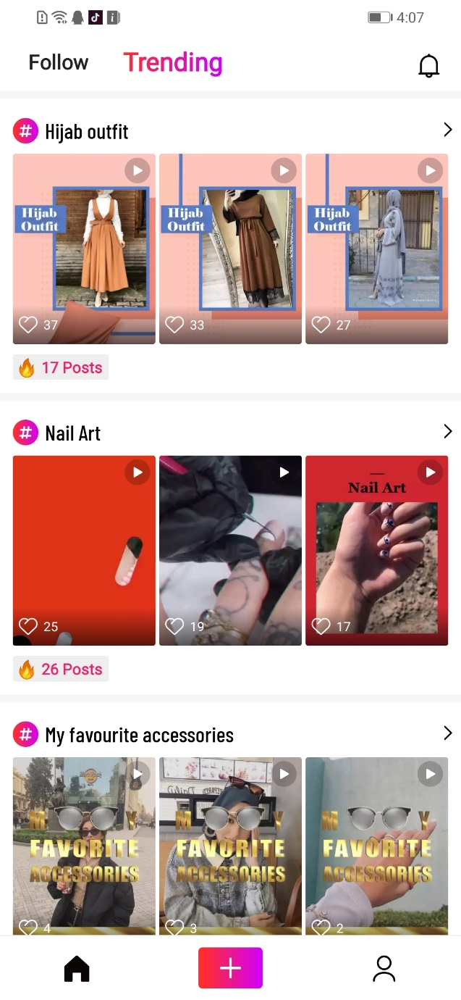 4:07
Follow
Trending
# Hijab outfit
Hijab
Outfit
37
Hijab
Outfit
33
Hijab
Outfit
27
17 Posts
# Nail Art
25
19
Nail Art
17
26 Posts
# My favourite accessories
M Y
FAVORITE
ACCESSORIES
4
M Y
FAVORITE
ACCESSORIES
3
M Y
FAVORITE
ACCESSORIES
2